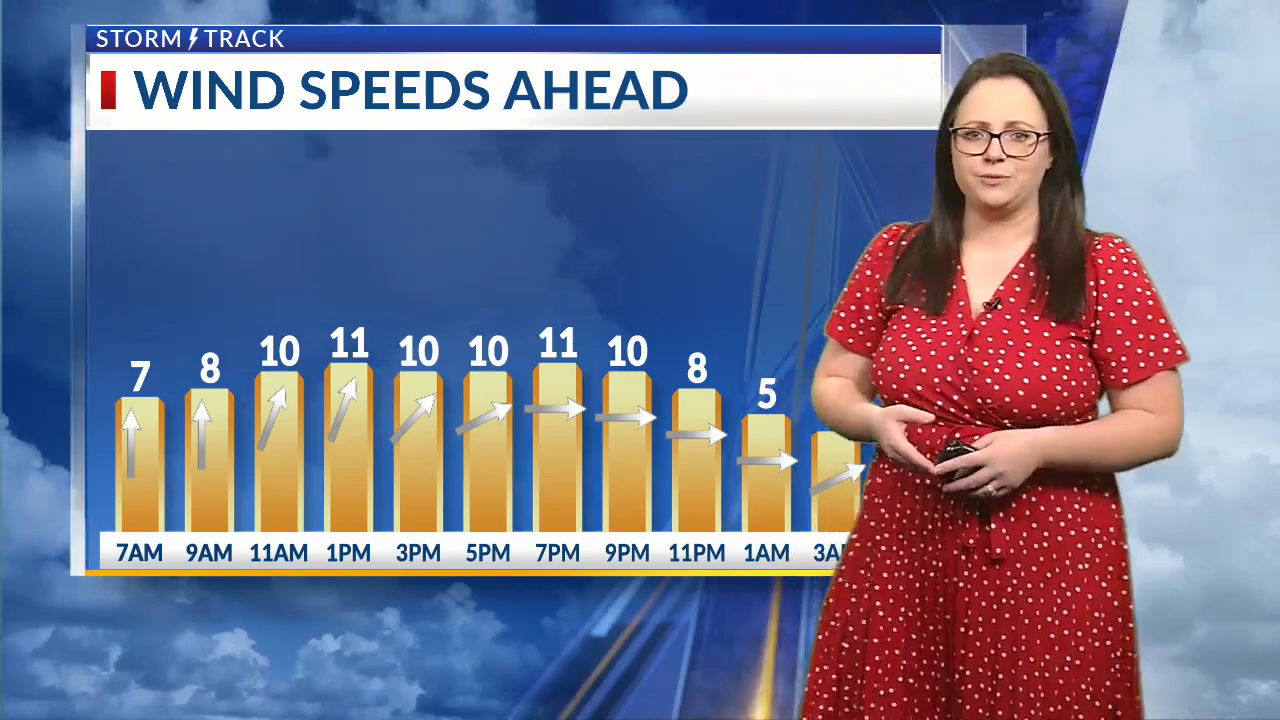 STORM TRACK
WIND SPEEDS AHEAD
7 8 10 11 10 10 11 10 8 5
7AM 9AM 11AM 1PM 3PM 5PM 7PM 9PM 11PM 1AM